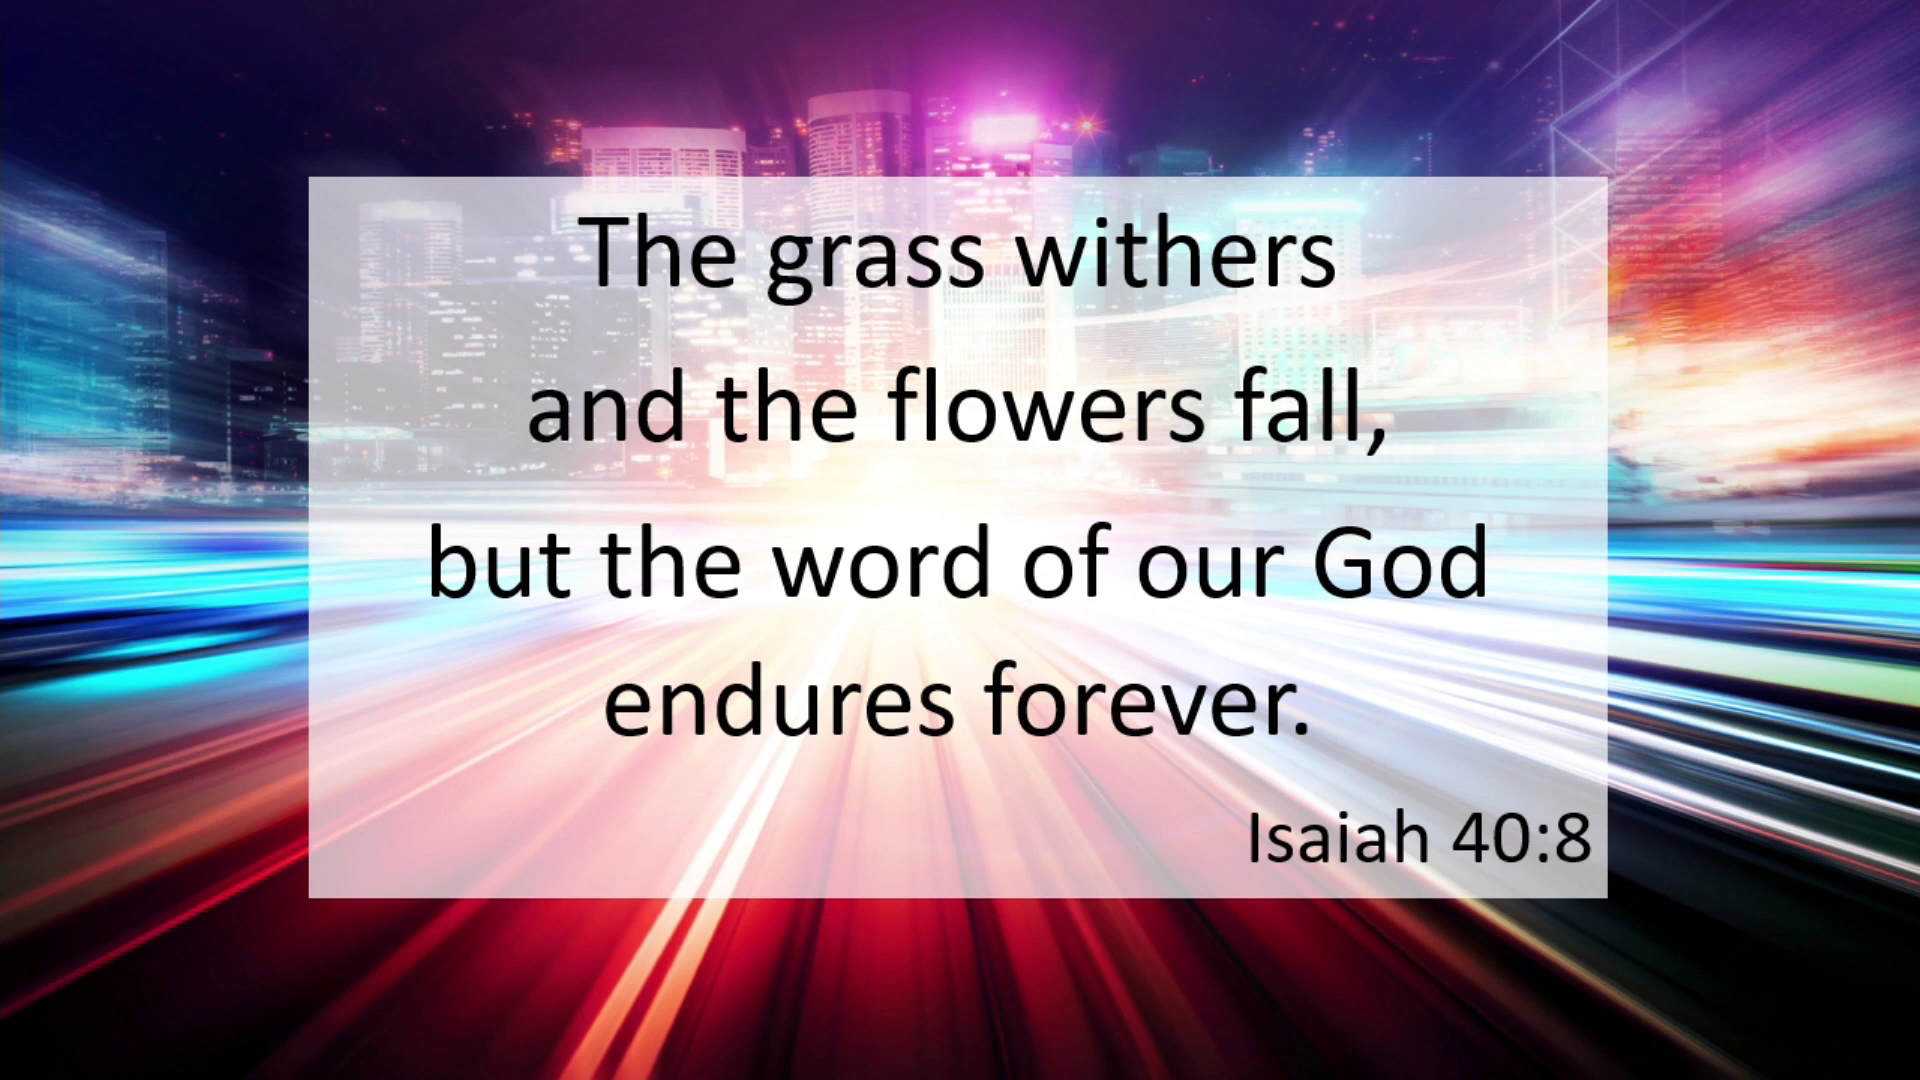 The grass withers
and the flowers fall,
but the word of our God
endures forever.
Isaiah 40:8